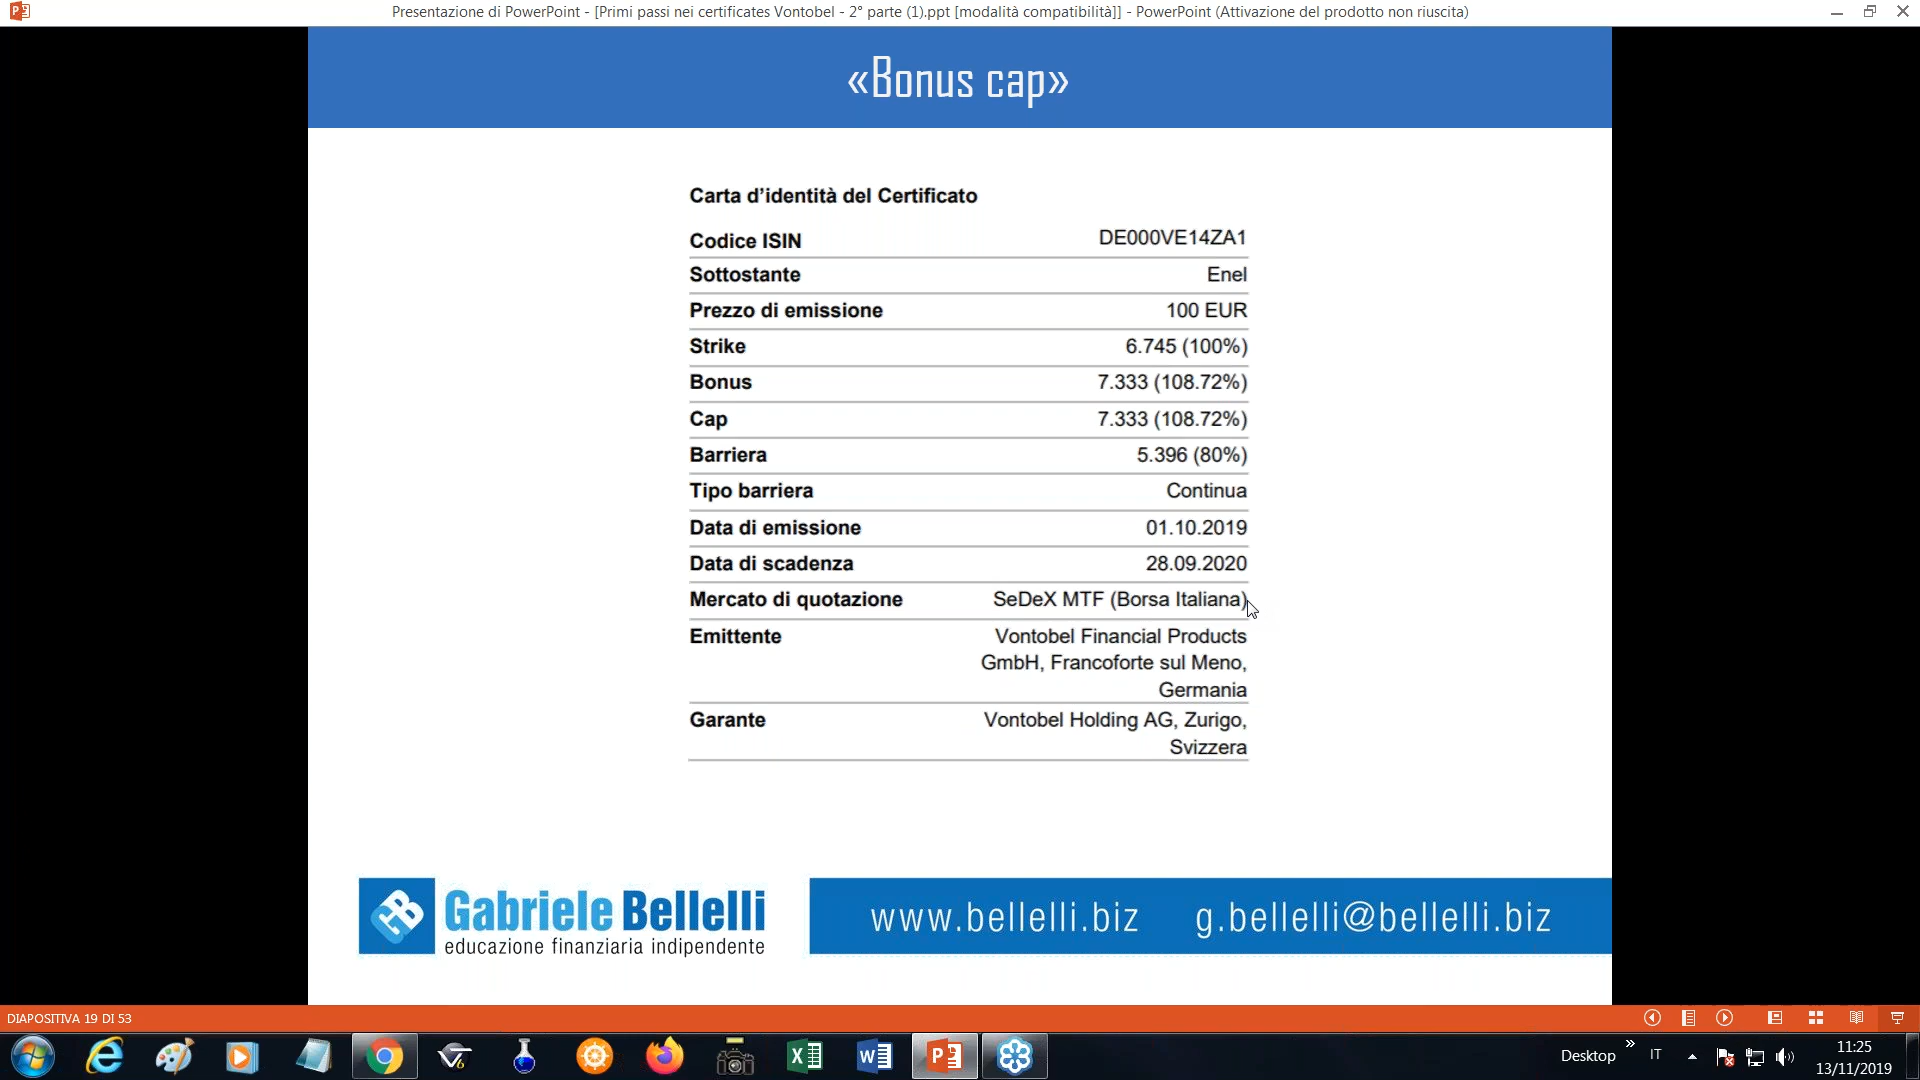 Presentazione di PowerPoint - [Primi passi nei certificates Vontobel - 2° parte (1).ppt [modalità compatibilità]] - PowerPoint (Attivazione del prodotto non riuscita)
«Bonus cap»
Carta d’identità del Certificato
Codice ISIN DE000VE14ZA1
Sottostante Enel
Prezzo di emissione 100 EUR
Strike 6.745 (100%)
Bonus 7.333 (108.72%)
Cap 7.333 (108.72%)
Barriera 5.396 (80%)
Tipo barriera Continua
Data di emissione 01.10.2019
Data di scadenza 28.09.2020
Mercato di quotazione SeDeX MTF (Borsa Italiana)
Emittente Vontobel Financial Products
GmbH, Francoforte sul Meno,
Germania
Garante Vontobel Holding AG, Zurigo,
Svizzera
Gabriele Bellelli
educazione finanziaria indipendente
www.bellelli.biz g.bellelli@bellelli.biz
DIAPOSITIVA 19 DI 53
Desktop » IT 11:25
13/11/2019